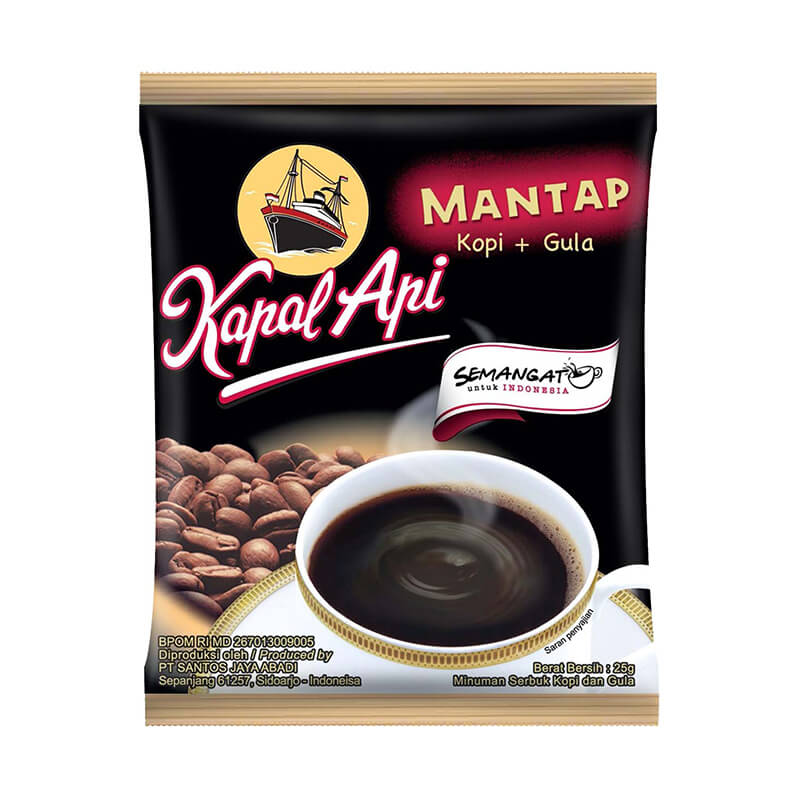 MANTAP
Kopi + Gula
Kapal Api
SEMANGAT
untuk INDONESIA
Saran penyajian
BPOM RI MD 267013009005
Diproduksi oleh / Produced by
PT SANTOS JAYA ABADI
Sepanjang 61257, Sidoarjo - Indoneisa
Berat Bersih : 25g
Minuman Serbuk Kopi dan Gula